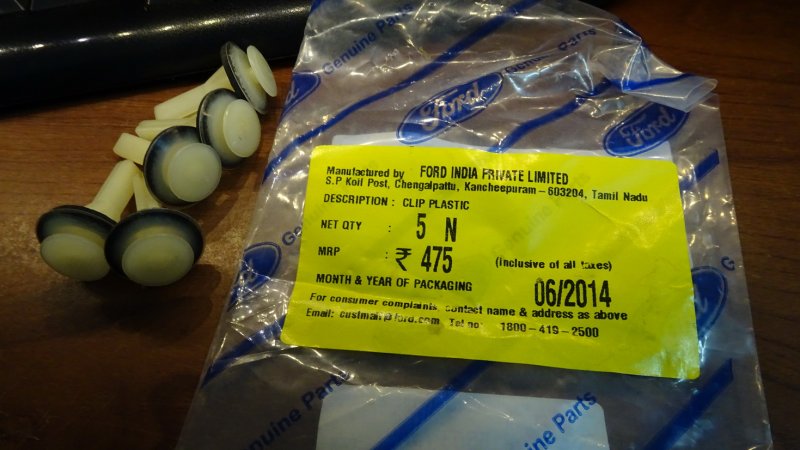 Genuine Parts
Ford
Ford
Manufactured by FORD INDIA PRIVATE LIMITED
S.P Koil Post, Chengalpattu, Kancheepuram - 603204, Tamil Nadu
DESCRIPTION : CLIP PLASTIC
NET QTY : 5 N
MRP : ₹ 475 (Inclusive of all taxes)
MONTH & YEAR OF PACKAGING 06/2014
For consumer complaints, contact name & address as above
Email: custmail@ford.com Tel no: 1800-419-2500
Genuine Parts
Genuine Parts